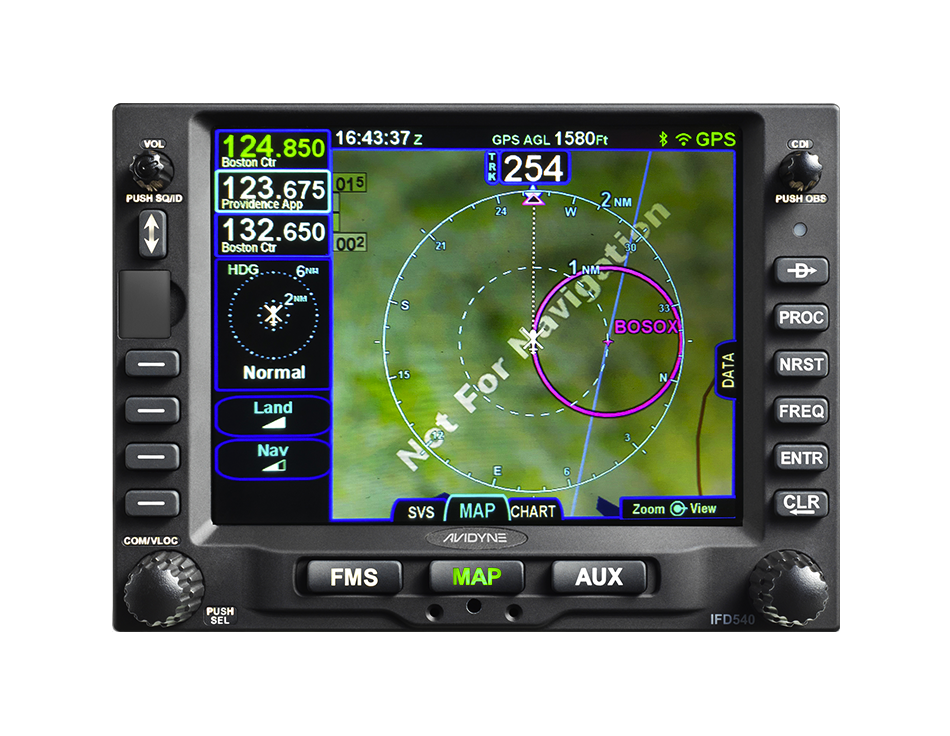 VOL
PUSH SQ/ID
124.850
Boston Ctr
123.675
Providence App
132.650
Boston Ctr
015
002
16:43:37 Z
GPS AGL 1580Ft
GPS
TRK
254
CDI
PUSH OBS
24
W
2 NM
21
30
1 NM
S
33
BOSOX
15
N
12
3
E
6
Not For Navigation
HDG
6NM
2NM
Normal
Land
Nav
DATA
SVS
MAP
CHART
Zoom View
D
PROC
NRST
FREQ
ENTR
CLR
AVIDYNE
COM/VLOC
PUSH
SEL
FMS
MAP
AUX
IFD540